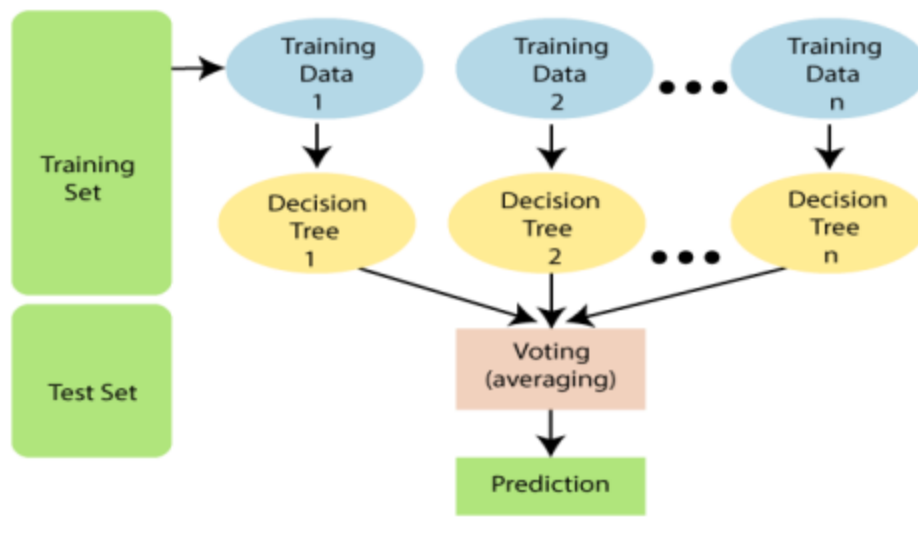 Training
Set
Test Set
Training
Data
1
Training
Data
2
Training
Data
n
Decision
Tree
1
Decision
Tree
2
Decision
Tree
n
Voting
(averaging)
Prediction